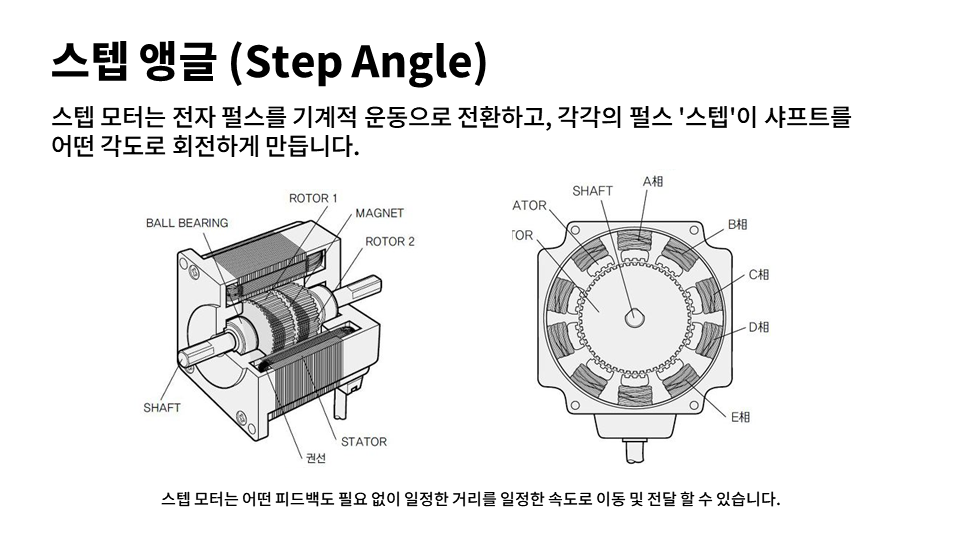 스텝 앵글 (Step Angle)
스텝 모터는 전자 펄스를 기계적 운동으로 전환하고, 각각의 펄스 '스텝'이 샤프트를
어떤 각도로 회전하게 만듭니다.
ROTOR 1
BALL BEARING
MAGNET
ROTOR 2
SHAFT
STATOR
권선
A相
SHAFT
ATOR
TOR
B相
C相
D相
E相
스텝 모터는 어떤 피드백도 필요 없이 일정한 거리를 일정한 속도로 이동 및 전달 할 수 있습니다.